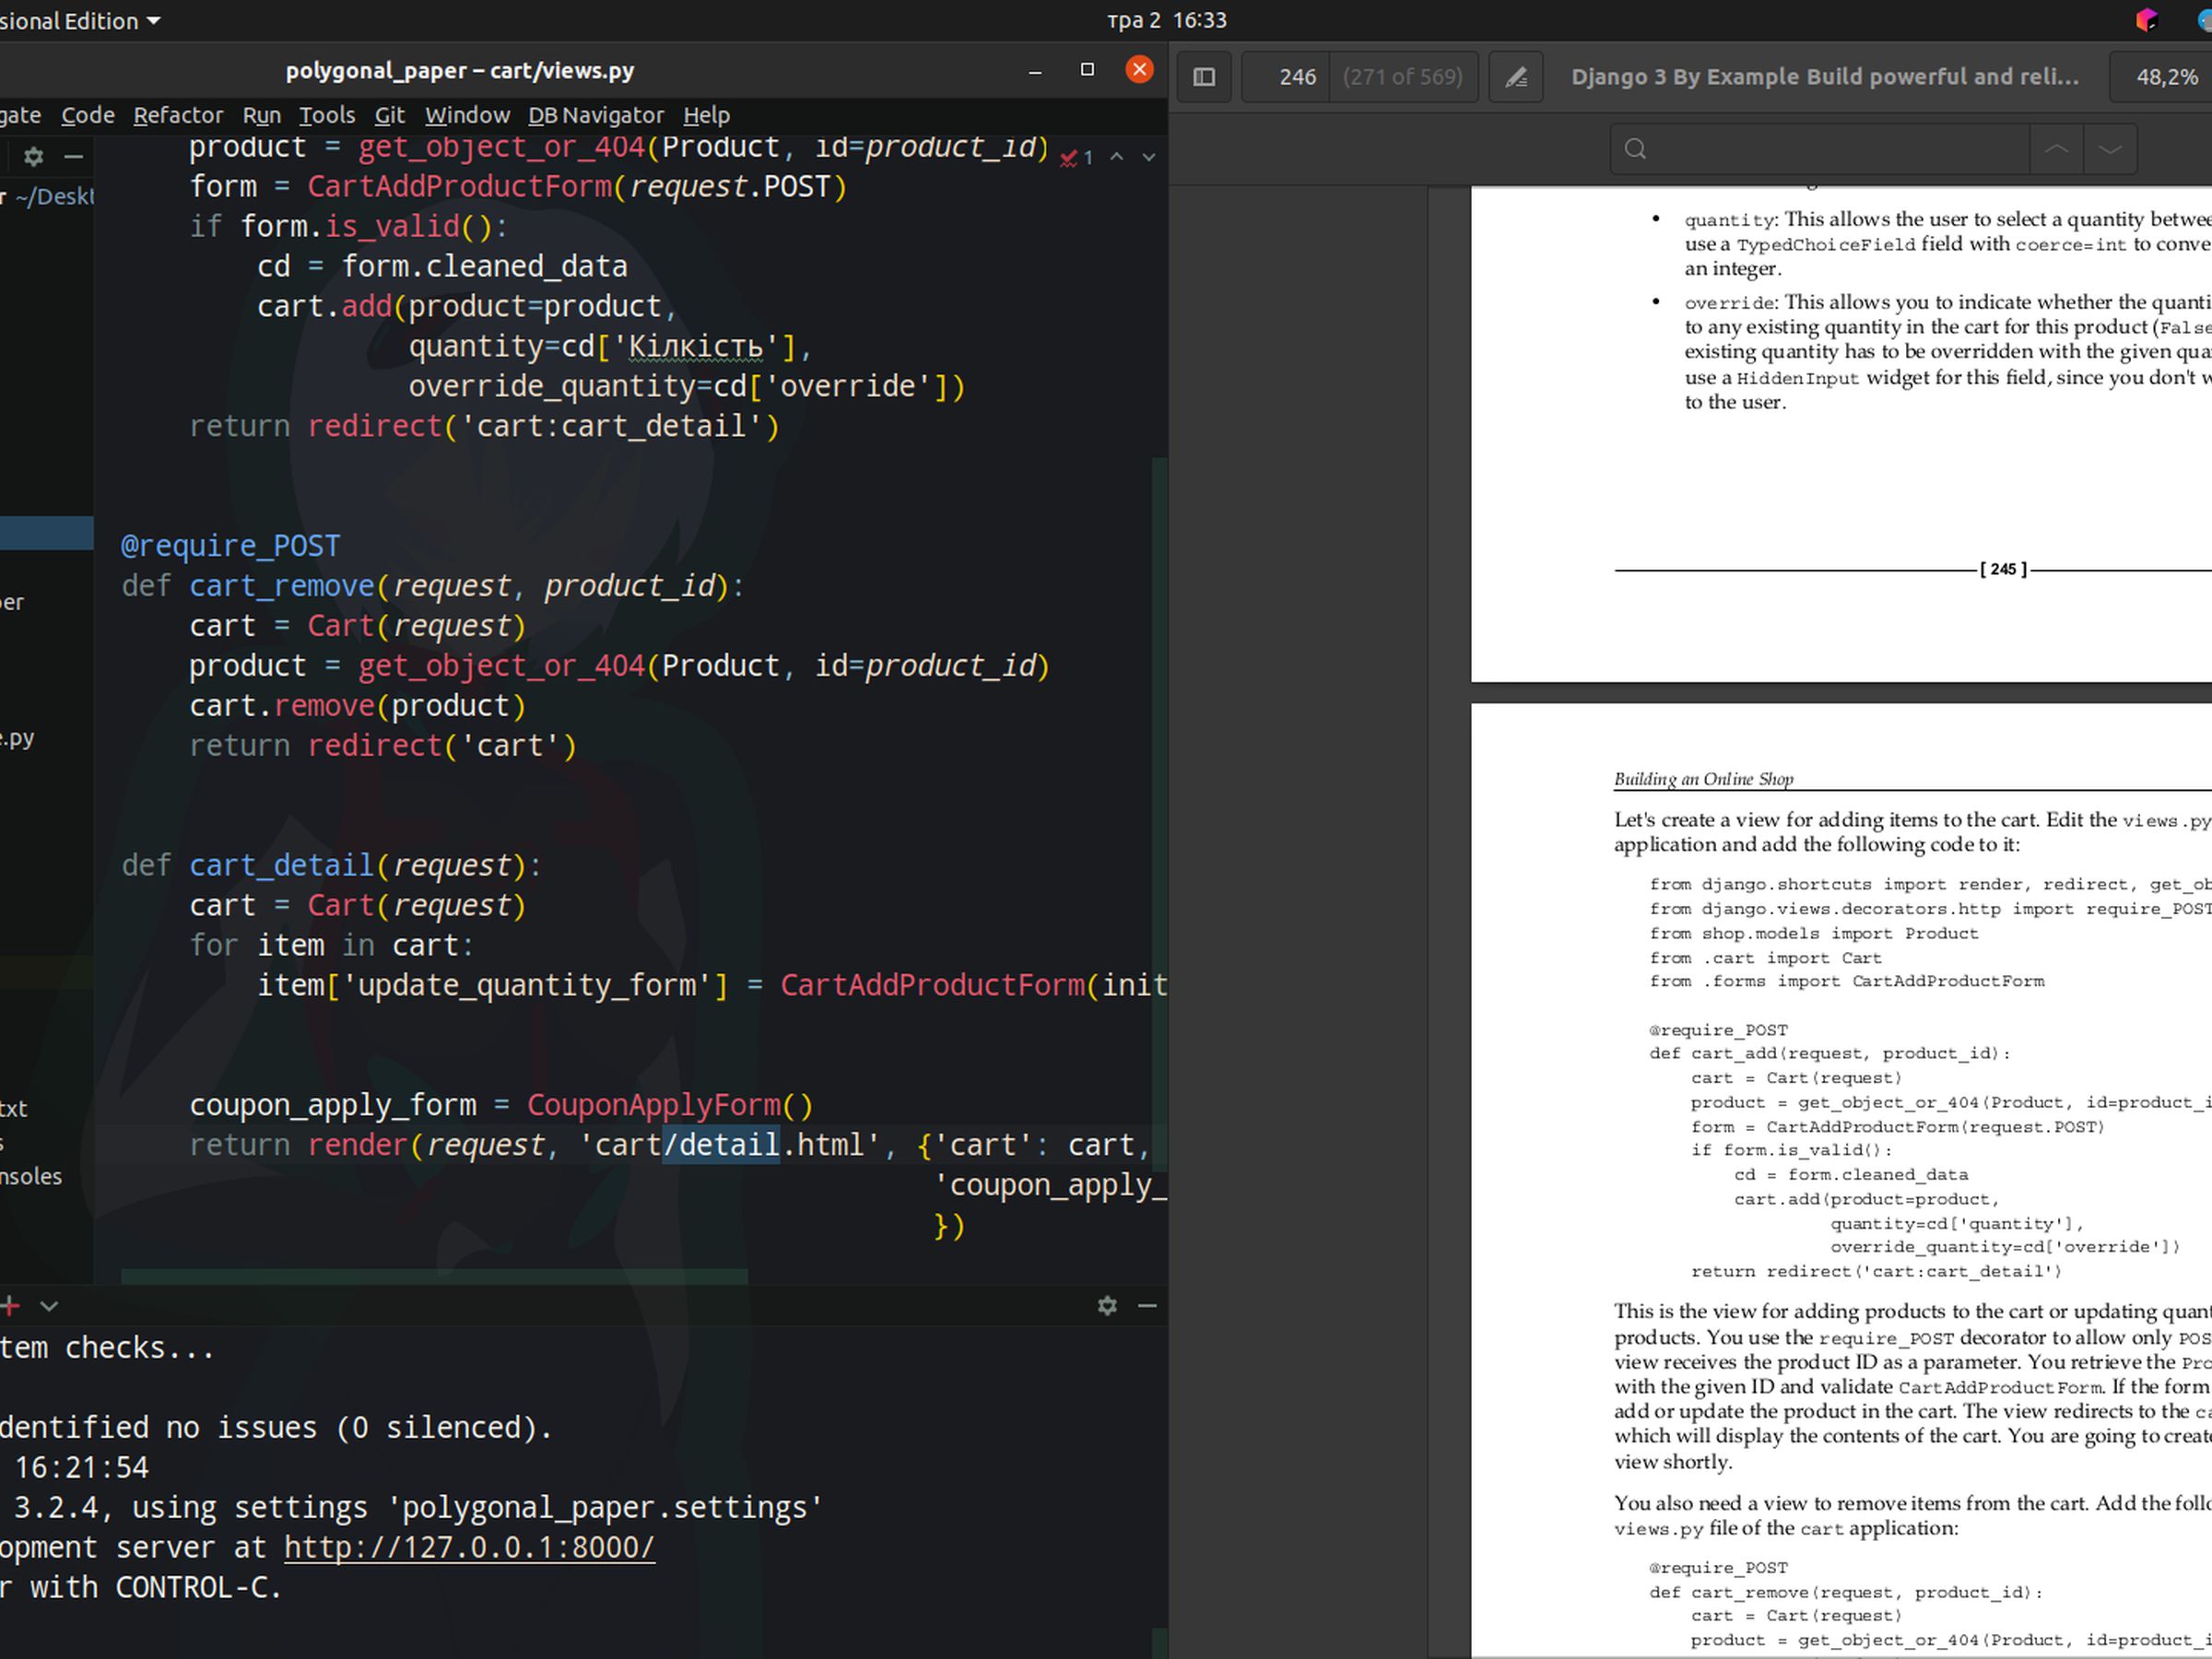 sional Edition
тра 2 16:33
polygonal_paper – cart/views.py
gate Code Refactor Run Tools Git Window DB Navigator Help
r ~/Deskt
er
e.py
txt
s
nsoles
product = get_object_or_404(Product, id=product_id)
1
form = CartAddProductForm(request.POST)
if form.is_valid():
cd = form.cleaned_data
cart.add(product=product,
quantity=cd['Кілкість'],
override_quantity=cd['override'])
return redirect('cart:cart_detail')
@require_POST
def cart_remove(request, product_id):
cart = Cart(request)
product = get_object_or_404(Product, id=product_id)
cart.remove(product)
return redirect('cart')
def cart_detail(request):
cart = Cart(request)
for item in cart:
item['update_quantity_form'] = CartAddProductForm(init
coupon_apply_form = CouponApplyForm()
return render(request, 'cart/detail.html', {'cart': cart,
'coupon_apply_
})
tem checks...
dentified no issues (0 silenced).
16:21:54
3.2.4, using settings 'polygonal_paper.settings'
opment server at http://127.0.0.1:8000/
r with CONTROL-C.
246 (271 of 569)
Django 3 By Example Build powerful and reli...
48,2%
• quantity: This allows the user to select a quantity betwee
use a TypedChoiceField field with coerce=int to conve
an integer.
• override: This allows you to indicate whether the quanti
to any existing quantity in the cart for this product (False
existing quantity has to be overridden with the given qua
use a HiddenInput widget for this field, since you don't w
to the user.
[ 245 ]
Building an Online Shop
Let's create a view for adding items to the cart. Edit the views.py
application and add the following code to it:
from django.shortcuts import render, redirect, get_ob
from django.views.decorators.http import require_POST
from shop.models import Product
from .cart import Cart
from .forms import CartAddProductForm
@require_POST
def cart_add(request, product_id):
cart = Cart(request)
product = get_object_or_404(Product, id=product_i
form = CartAddProductForm(request.POST)
if form.is_valid():
cd = form.cleaned_data
cart.add(product=product,
quantity=cd['quantity'],
override_quantity=cd['override'])
return redirect('cart:cart_detail')
This is the view for adding products to the cart or updating quant
products. You use the require_POST decorator to allow only POS
view receives the product ID as a parameter. You retrieve the Pro
with the given ID and validate CartAddProductForm. If the form
add or update the product in the cart. The view redirects to the ca
which will display the contents of the cart. You are going to create
view shortly.
You also need a view to remove items from the cart. Add the follo
views.py file of the cart application:
@require_POST
def cart_remove(request, product_id):
cart = Cart(request)
product = get_object_or_404(Product, id=product_i